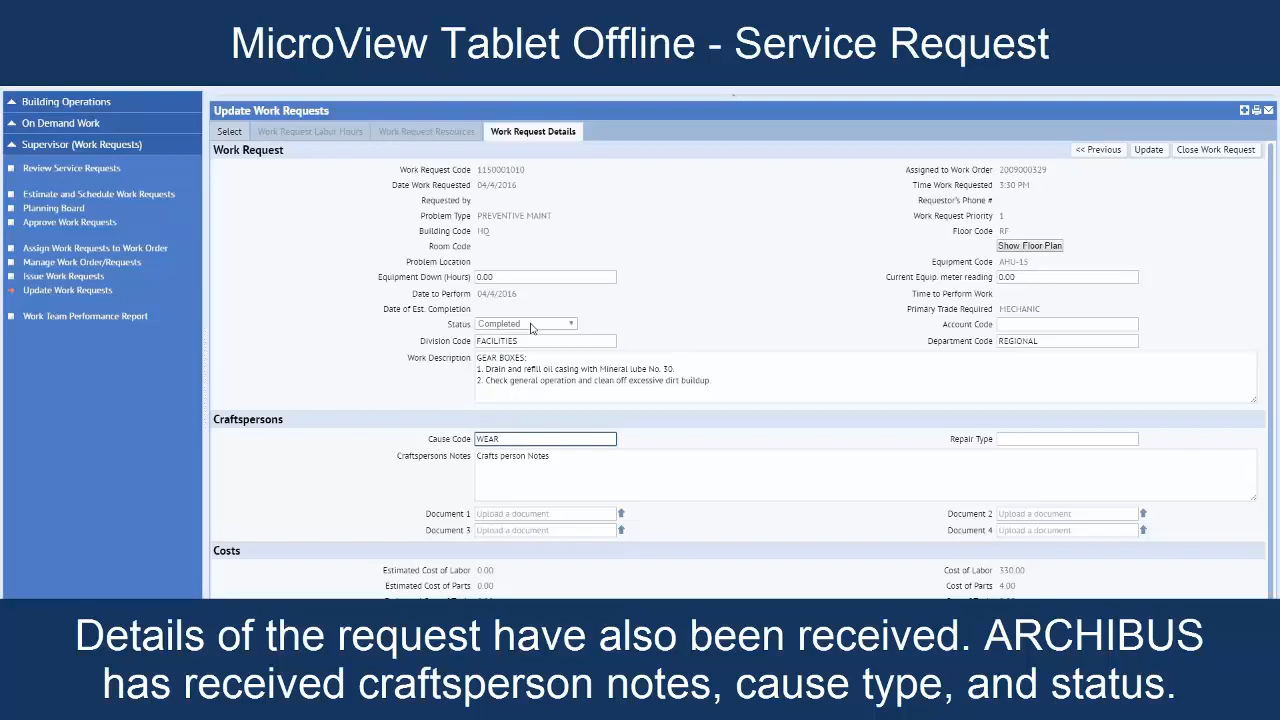 MicroView Tablet Offline - Service Request
Building Operations
On Demand Work
Supervisor (Work Requests)
Review Service Requests
Estimate and Schedule Work Requests
Planning Board
Approve Work Requests
Assign Work Requests to Work Order
Manage Work Order/Requests
Issue Work Requests
Update Work Requests
Work Team Performance Report
Update Work Requests
Select Work Request Labor Hours Work Request Resources Work Request Details
Work Request << Previous Update Close Work Request
Work Request Code 1150001010 Assigned to Work Order 2009000329
Date Work Requested 04/4/2016 Time Work Requested 3:30 PM
Requested by Requestor's Phone #
Problem Type PREVENTIVE MAINT Work Request Priority 1
Building Code HQ Floor Code RF
Room Code Show Floor Plan
Problem Location Equipment Code AHU-15
Equipment Down (Hours) 0.00 Current Equip. meter reading 0.00
Date to Perform 04/4/2016 Time to Perform Work
Date of Est. Completion Primary Trade Required MECHANIC
Status Completed Account Code
Division Code FACILITIES Department Code REGIONAL
Work Description GEAR BOXES:
1. Drain and refill oil casing with Mineral lube No. 30.
2. Check general operation and clean off excessive dirt buildup.
Craftspersons
Cause Code WEAR Repair Type
Craftspersons Notes Crafts person Notes
Document 1 Upload a document Document 2 Upload a document
Document 3 Upload a document Document 4 Upload a document
Costs
Estimated Cost of Labor 0.00 Cost of Labor 330.00
Estimated Cost of Parts 0.00 Cost of Parts 4.00
Details of the request have also been received. ARCHIBUS
has received craftsperson notes, cause type, and status.